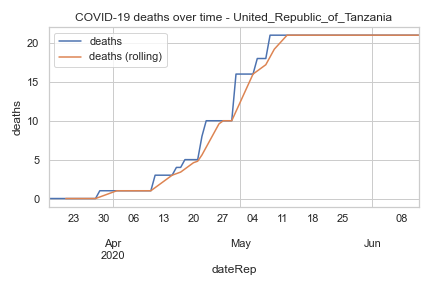 COVID-19 deaths over time - United_Republic_of_Tanzania
deaths
deaths (rolling)
20
15
10
5
0
deaths
23 30 06 13 20 27 04 11 18 25 08
Apr May Jun
2020
dateRep